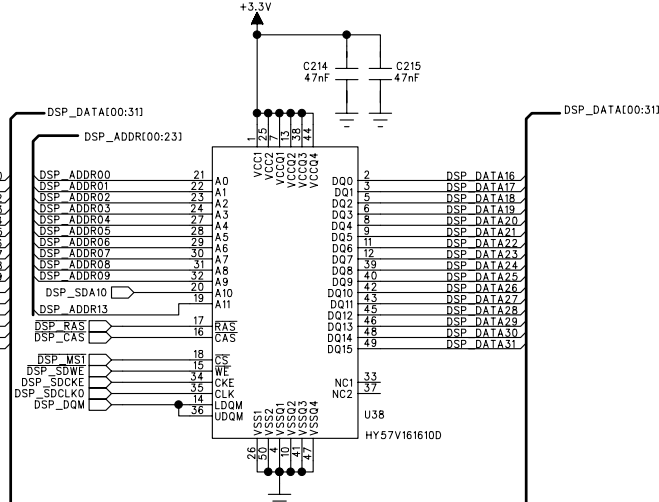 +3.3V
C214
47nF
C215
47nF
DSP_DATA[00:31]
DSP_ADDR[00:23]
DSP_DATA[00:31]
1
25
7
13
38
44
VCC1
VCC2
VCCQ1
VCCQ2
VCCQ3
VCCQ4
DSP_ADDR00 21 A0 DQ0 2 DSP_DATA16
DSP_ADDR01 22 A1 DQ1 3 DSP_DATA17
DSP_ADDR02 23 A2 DQ2 5 DSP_DATA18
DSP_ADDR03 24 A3 DQ3 6 DSP_DATA19
DSP_ADDR04 27 A4 DQ4 8 DSP_DATA20
DSP_ADDR05 28 A5 DQ5 9 DSP_DATA21
DSP_ADDR06 29 A6 DQ6 11 DSP_DATA22
DSP_ADDR07 30 A7 DQ7 12 DSP_DATA23
DSP_ADDR08 31 A8 DQ8 39 DSP_DATA24
DSP_ADDR09 32 A9 DQ9 40 DSP_DATA25
DSP_SDA10 20 A10 DQ10 42 DSP_DATA26
DSP_ADDR13 19 A11 DQ11 43 DSP_DATA27
DQ12 45 DSP_DATA28
DSP_RAS 17 RAS DQ13 46 DSP_DATA29
DSP_CAS 16 CAS DQ14 48 DSP_DATA30
DQ15 49 DSP_DATA31
DSP_MS1 18 CS
DSP_SDWE 15 WE
DSP_SDCKE 34 CKE NC1 33
DSP_SDCLK0 35 CLK NC2 37
DSP_DQM 14 LDQM
36 UDQM
U38
HY57V161610D
VSS1
VSS2
VSSQ1
VSSQ2
VSSQ3
VSSQ4
26
50
4
10
41
47